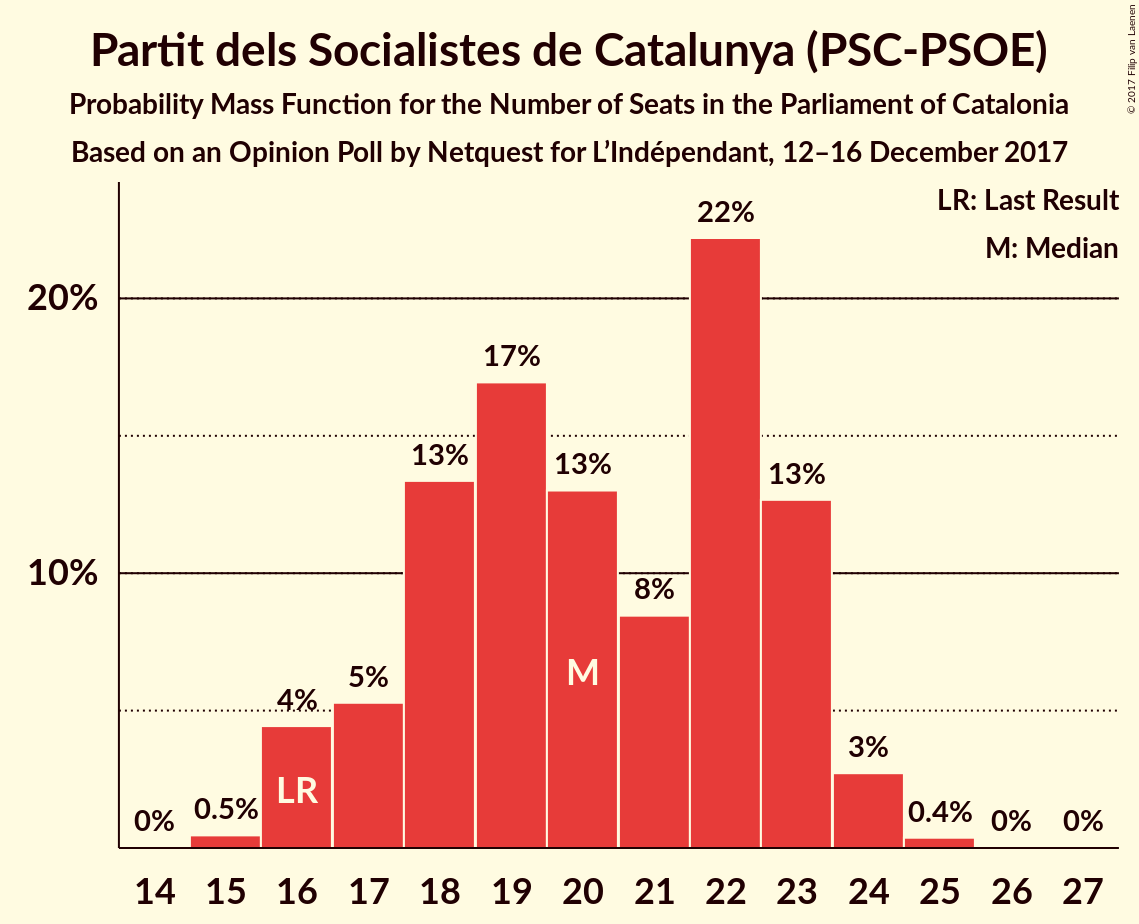 Partit dels Socialistes de Catalunya (PSC-PSOE)
Probability Mass Function for the Number of Seats in the Parliament of Catalonia
Based on an Opinion Poll by Netquest for L’Indépendant, 12–16 December 2017
© 2017 Filip van Laenen
LR: Last Result
M: Median
20%
10%
0%
0.5%
4%
5%
13%
17%
13%
8%
22%
13%
3%
0.4%
0%
0%
LR
M
14 15 16 17 18 19 20 21 22 23 24 25 26 27